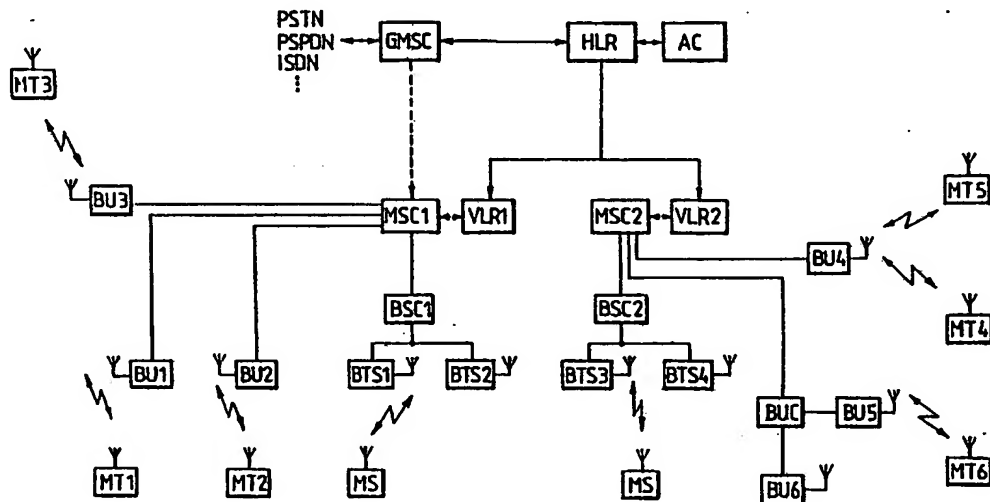 PSTN
PSPDN
ISDN
⋮
GMSC
HLR
AC
MT3
BU3
MSC1
VLR1
MSC2
VLR2
MT5
BU4
MT4
BSC1
BSC2
BU1
BU2
BTS1
BTS2
BTS3
BTS4
BUC
BU5
MT1
MT2
MS
MS
BU6
MT6